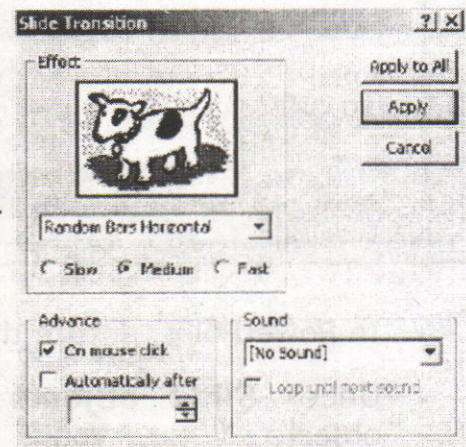 Slide Transition
Effect
Apply to All
Apply
Cancel
Random Bars Horizontal
Slow Medium Fast
Advance
On mouse click
Automatically after
Sound
[No Sound]
Loop until next sound